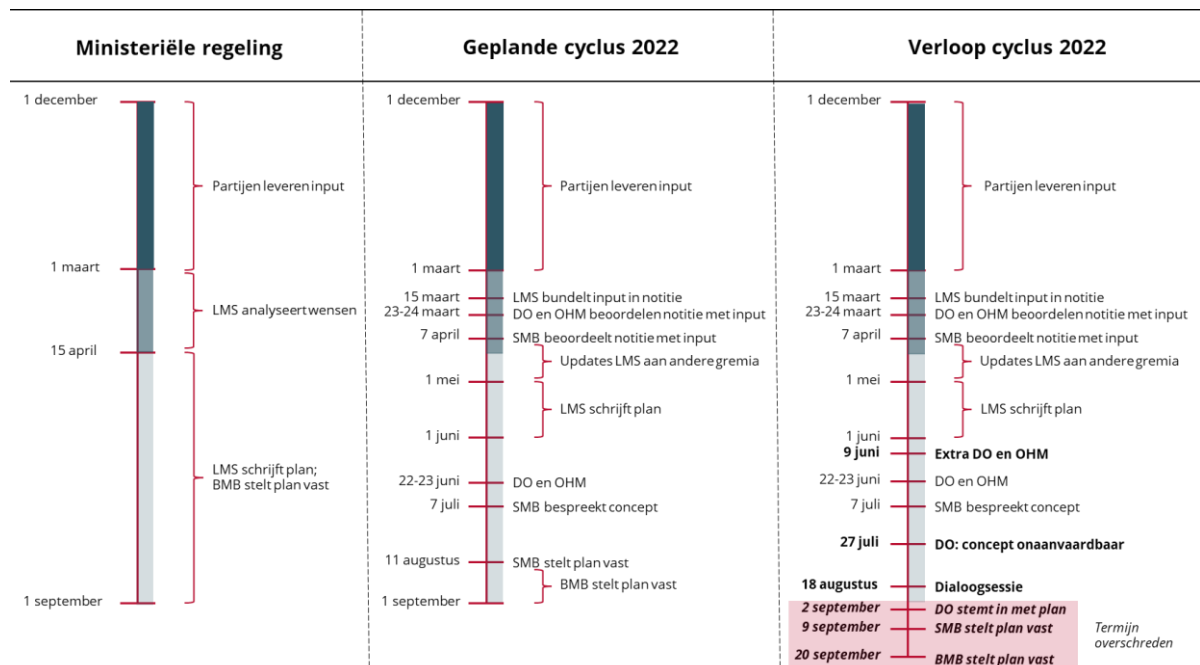 Ministeriële regeling
1 december
Partijen leveren input
1 maart
LMS analyseert wensen
15 april
LMS schrijft plan;
BMB stelt plan vast
1 september
Geplande cyclus 2022
1 december
Partijen leveren input
1 maart
15 maart LMS bundelt input in notitie
23-24 maart DO en OHM beoordelen notitie met input
7 april SMB beoordeelt notitie met input
Updates LMS aan andere gremia
1 mei
LMS schrijft plan
1 juni
22-23 juni DO en OHM
7 juli SMB bespreekt concept
11 augustus SMB stelt plan vast
BMB stelt plan vast
1 september
Verloop cyclus 2022
1 december
Partijen leveren input
1 maart
15 maart LMS bundelt input in notitie
23-24 maart DO en OHM beoordelen notitie met input
7 april SMB beoordeelt notitie met input
Updates LMS aan andere gremia
1 mei
LMS schrijft plan
1 juni
9 juni Extra DO en OHM
22-23 juni DO en OHM
7 juli SMB bespreekt concept
27 juli DO: concept onaanvaardbaar
18 augustus Dialoogsessie
2 september DO stemt in met plan
9 september SMB stelt plan vast
20 september BMB stelt plan vast
Termijn
overschreden